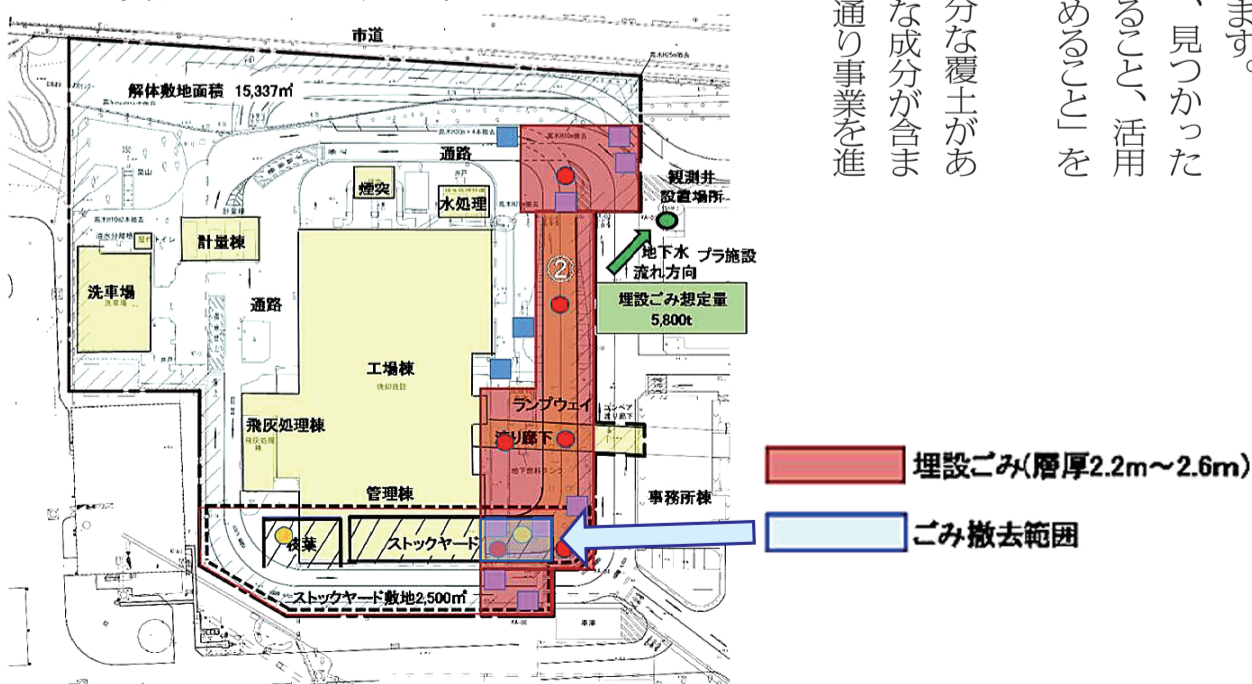 ます。
、見つかった
ること、活用
めること」を
分な覆土があ
な成分が含ま
通り事業を進
市道
解体敷地面積 15,337㎡
通路
煙突
水処理
観測井
設置場所
計量棟
トイレ
②
地下水
流れ方向
プラ施設
埋設ごみ想定量
5,800t
洗車場
通路
工場棟
ランプウェイ
渡り廊下
飛灰処理棟
管理棟
事務所棟
枝葉
ストックヤード
ストックヤード敷地2,500㎡
車庫
埋設ごみ(層厚2.2m～2.6m)
ごみ撤去範囲